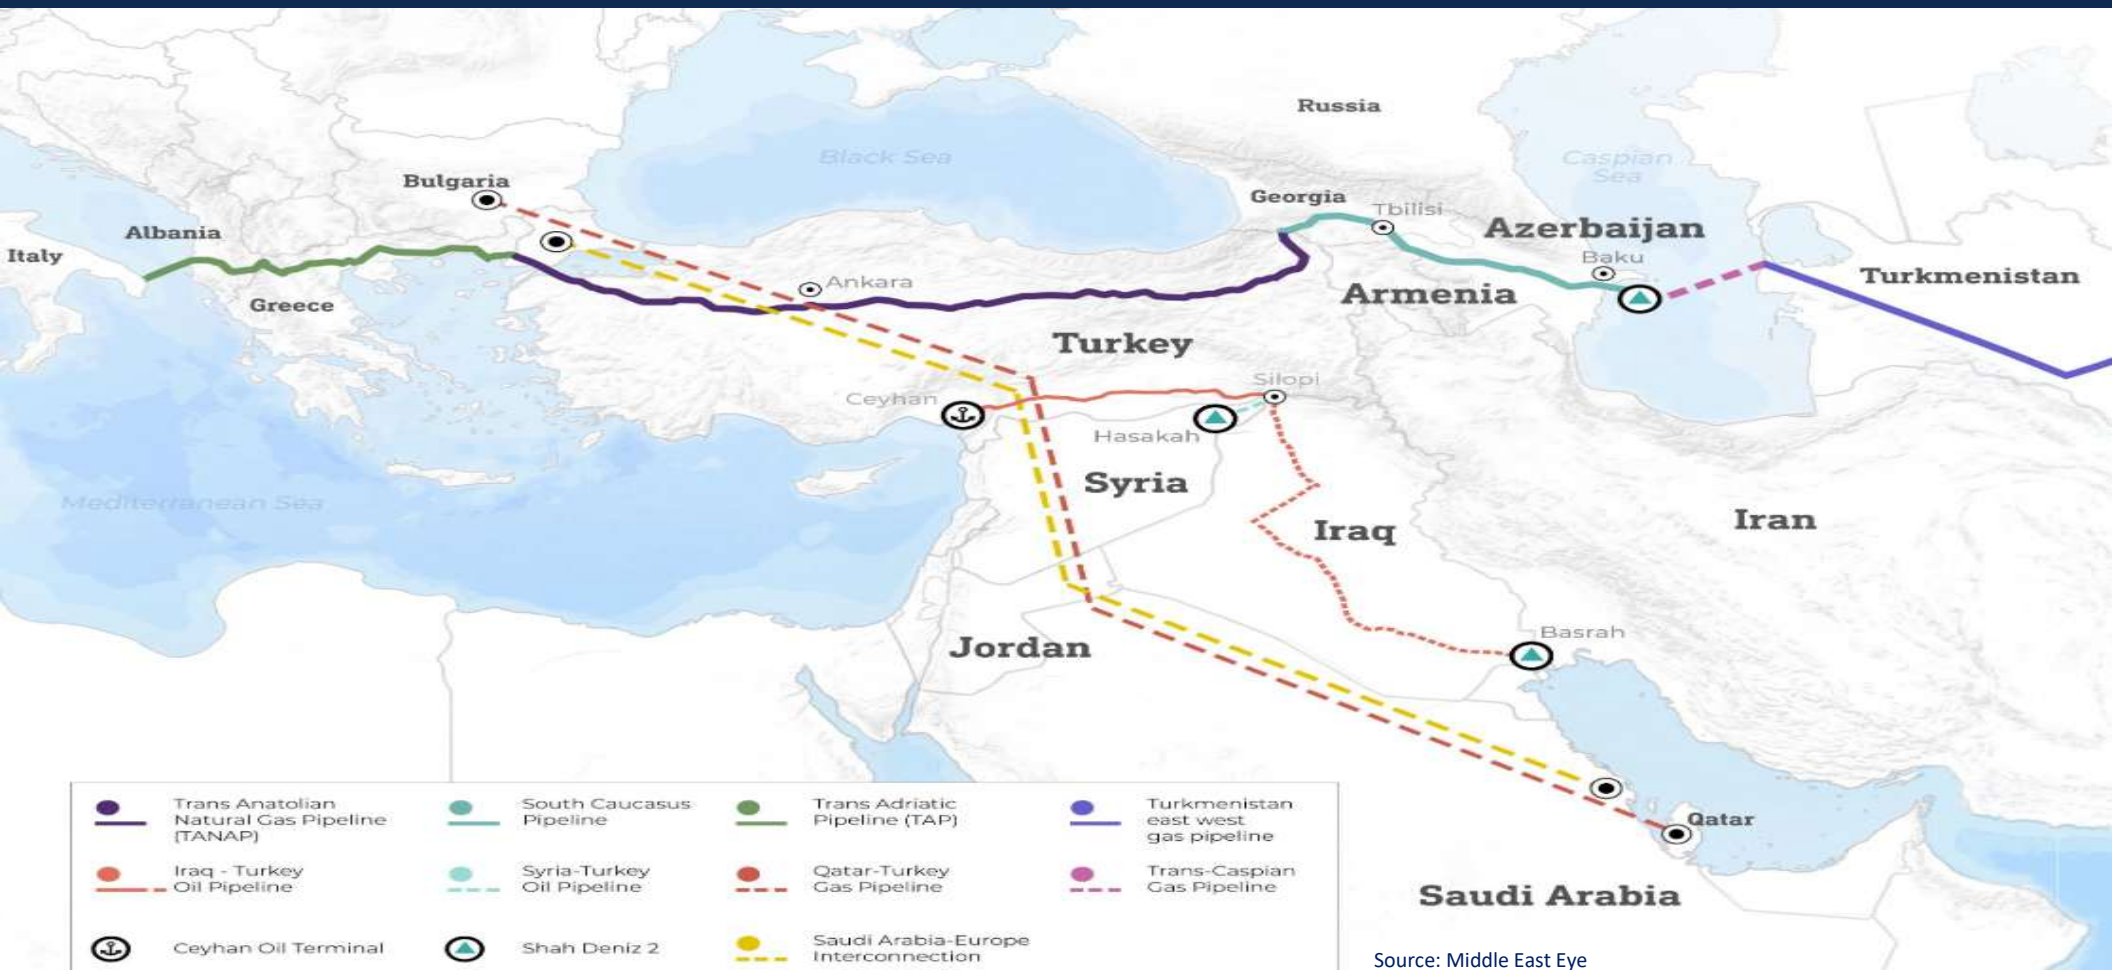 Russia
Black Sea
Caspian
Sea
Bulgaria
Georgia
Tbilisi
Albania
Azerbaijan
Italy
Baku
Turkmenistan
Ankara
Greece
Armenia
Turkey
Silopi
Ceyhan
Hasakah
Syria
Mediterranean Sea
Iraq
Iran
Basrah
Jordan
Qatar
Saudi Arabia
Trans Anatolian
Natural Gas Pipeline
(TANAP)
South Caucasus
Pipeline
Trans Adriatic
Pipeline (TAP)
Turkmenistan
east west
gas pipeline
Iraq - Turkey
Oil Pipeline
Syria-Turkey
Oil Pipeline
Qatar-Turkey
Gas Pipeline
Trans-Caspian
Gas Pipeline
Ceyhan Oil Terminal
Shah Deniz 2
Saudi Arabia-Europe
Interconnection
Source: Middle East Eye